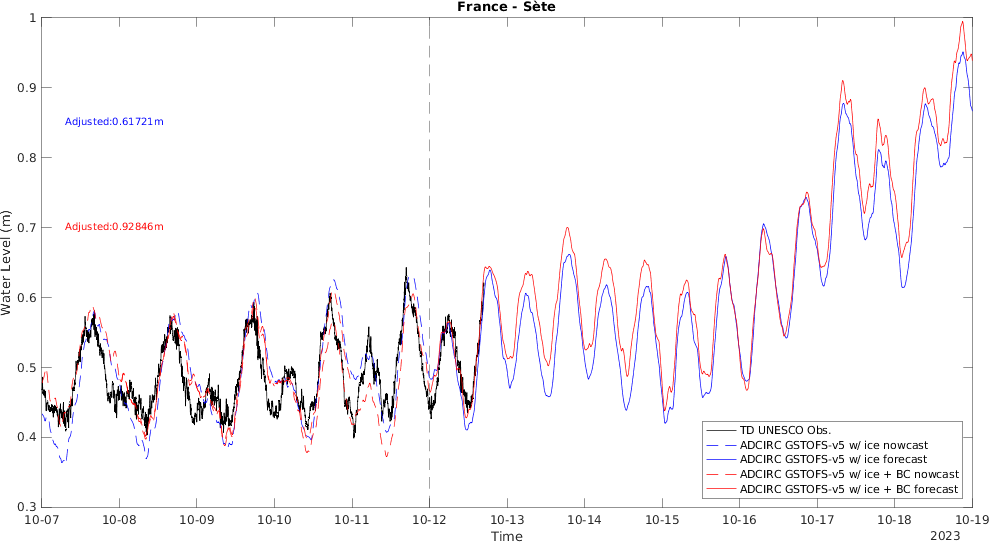 France - Sète
Water Level (m)
1
0.9
0.8
0.7
0.6
0.5
0.4
0.3
Adjusted:0.61721m
Adjusted:0.92846m
TD UNESCO Obs.
ADCIRC GSTOFS-v5 w/ ice nowcast
ADCIRC GSTOFS-v5 w/ ice forecast
ADCIRC GSTOFS-v5 w/ ice + BC nowcast
ADCIRC GSTOFS-v5 w/ ice + BC forecast
10-07 10-08 10-09 10-10 10-11 10-12 10-13 10-14 10-15 10-16 10-17 10-18 10-19
Time
2023